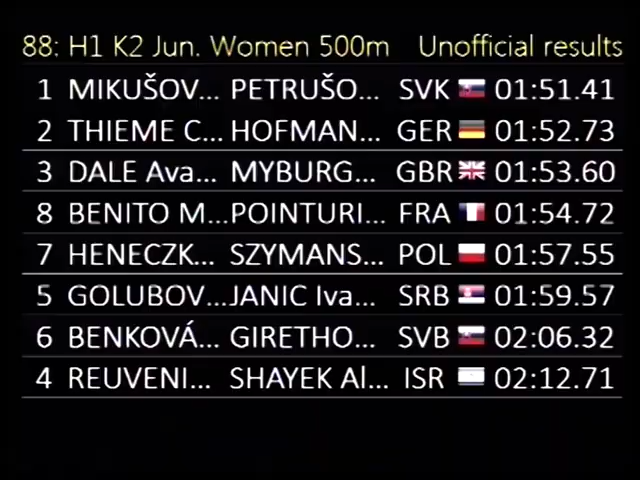 88: H1 K2 Jun. Women 500m Unofficial results
1 MIKUŠOV... PETRUŠO... SVK 01:51.41
2 THIEME C... HOFMAN... GER 01:52.73
3 DALE Ava... MYBURG... GBR 01:53.60
8 BENITO M... POINTURI... FRA 01:54.72
7 HENECZK... SZYMANS... POL 01:57.55
5 GOLUBOV... JANIC Iva... SRB 01:59.57
6 BENKOVÁ... GIRETHO... SVB 02:06.32
4 REUVENI... SHAYEK Al... ISR 02:12.71